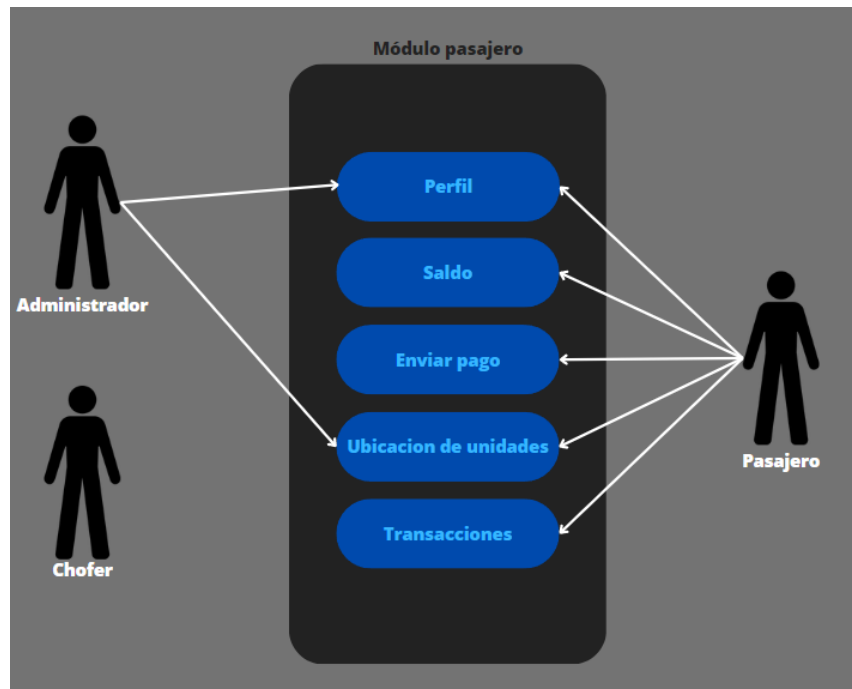 Módulo pasajero
Perfil
Saldo
Administrador
Enviar pago
Ubicacion de unidades
Pasajero
Transacciones
Chofer